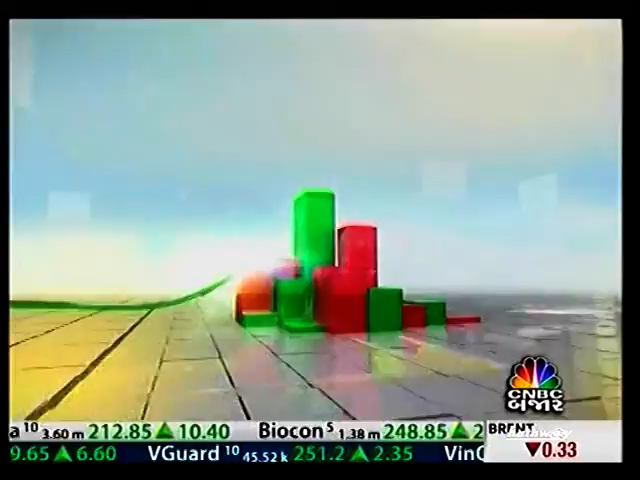 CNBC
બજાર
a 10 3.60 m 212.85 ▲ 10.40 Biocon 5 1.38 m 248.85 ▲ 2
BRENT
▼0.33
9.65 ▲ 6.60 VGuard 10 45.52 k 251.2 ▲ 2.35 Vin